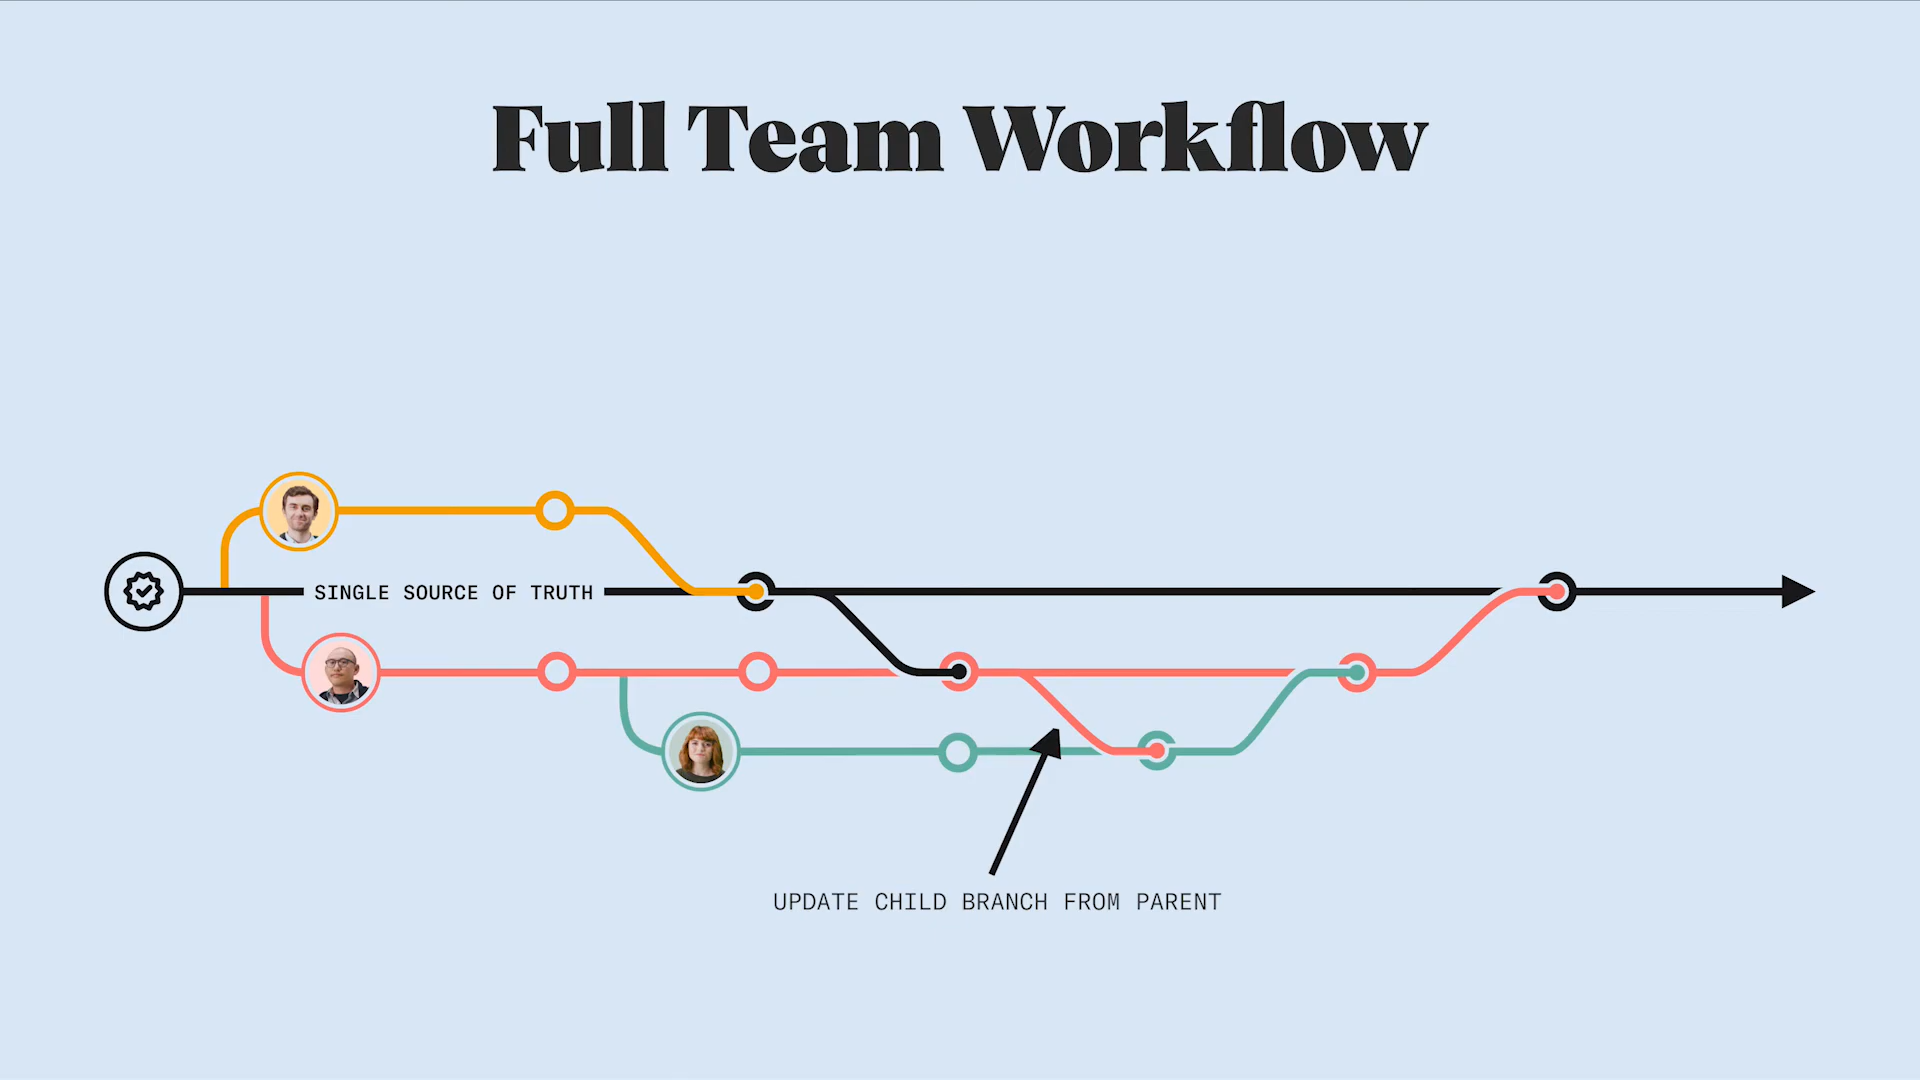 Full Team Workflow
SINGLE SOURCE OF TRUTH
UPDATE CHILD BRANCH FROM PARENT